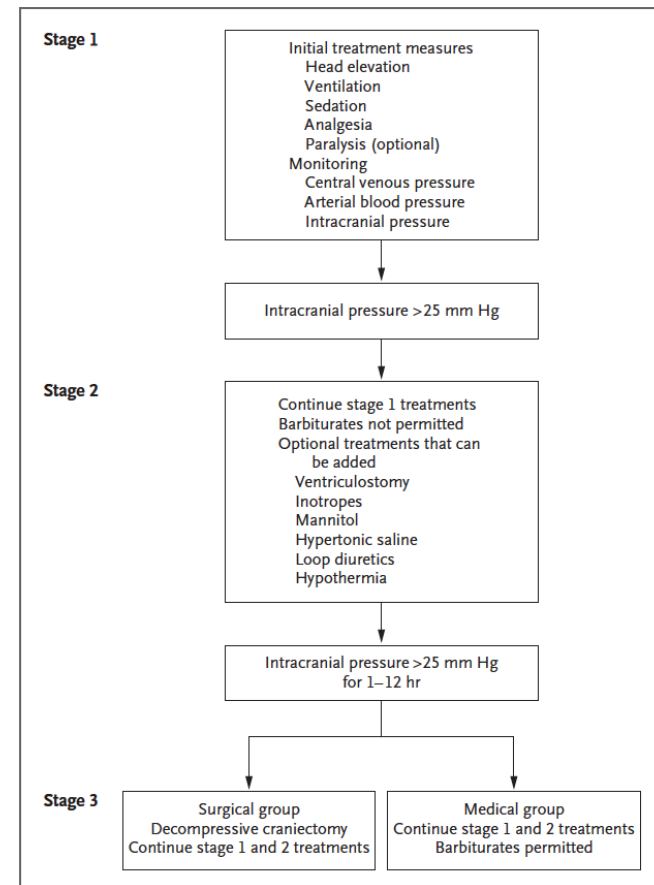 Stage 1
Initial treatment measures
Head elevation
Ventilation
Sedation
Analgesia
Paralysis (optional)
Monitoring
Central venous pressure
Arterial blood pressure
Intracranial pressure
Intracranial pressure >25 mm Hg
Stage 2
Continue stage 1 treatments
Barbiturates not permitted
Optional treatments that can
be added
Ventriculostomy
Inotropes
Mannitol
Hypertonic saline
Loop diuretics
Hypothermia
Intracranial pressure >25 mm Hg
for 1–12 hr
Stage 3
Surgical group
Decompressive craniectomy
Continue stage 1 and 2 treatments
Medical group
Continue stage 1 and 2 treatments
Barbiturates permitted